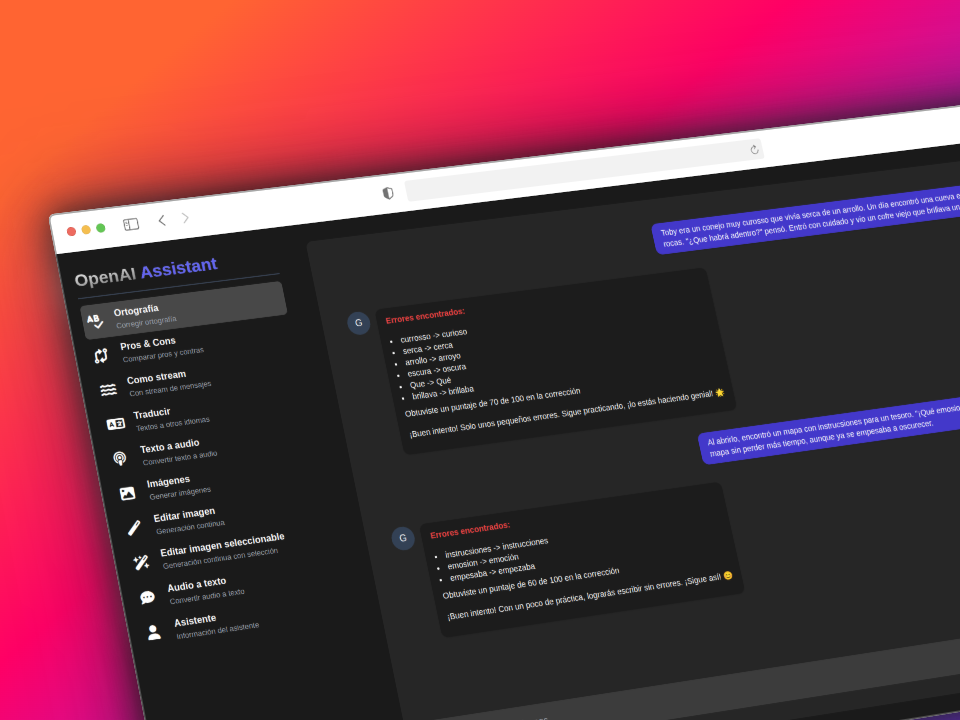 OpenAI Assistant
Ortografía
Corregir ortografía
Pros & Cons
Comparar pros y contras
Como stream
Con stream de mensajes
Traducir
Textos a otros idiomas
Texto a audio
Convertir texto a audio
Imágenes
Generar imágenes
Editar imagen
Generación continua
Editar imagen seleccionable
Generación continua con selección
Audio a texto
Convertir audio a texto
Asistente
Información del asistente
Toby era un conejo muy curosso que vivía serca de un arrollo. Un día encontró una cueva
rocas. "¿Que habrá adentro?" pensó. Entró con cuidado y vio un cofre viejo que brillava
G
Errores encontrados:
currosso -> curioso
serca -> cerca
arrollo -> arroyo
escura -> oscura
Que -> Qué
brillava -> brillaba
Obtuviste un puntaje de 70 de 100 en la corrección
¡Buen intento! Solo unos pequeños errores. Sigue practicando, ¡lo estás haciendo genial! 🌟
Al abrirlo, encontró un mapa con instrucsiones para un tesoro. "¡Qué
mapa sin perder más tiempo, aunque ya se empesaba a oscurecer.
G
Errores encontrados:
instrucsiones -> instrucciones
emosion -> emoción
empesaba -> empezaba
Obtuviste un puntaje de 60 de 100 en la corrección
¡Buen intento! Con un poco de práctica, lograrás escribir sin errores. ¡Sigue así! 😊